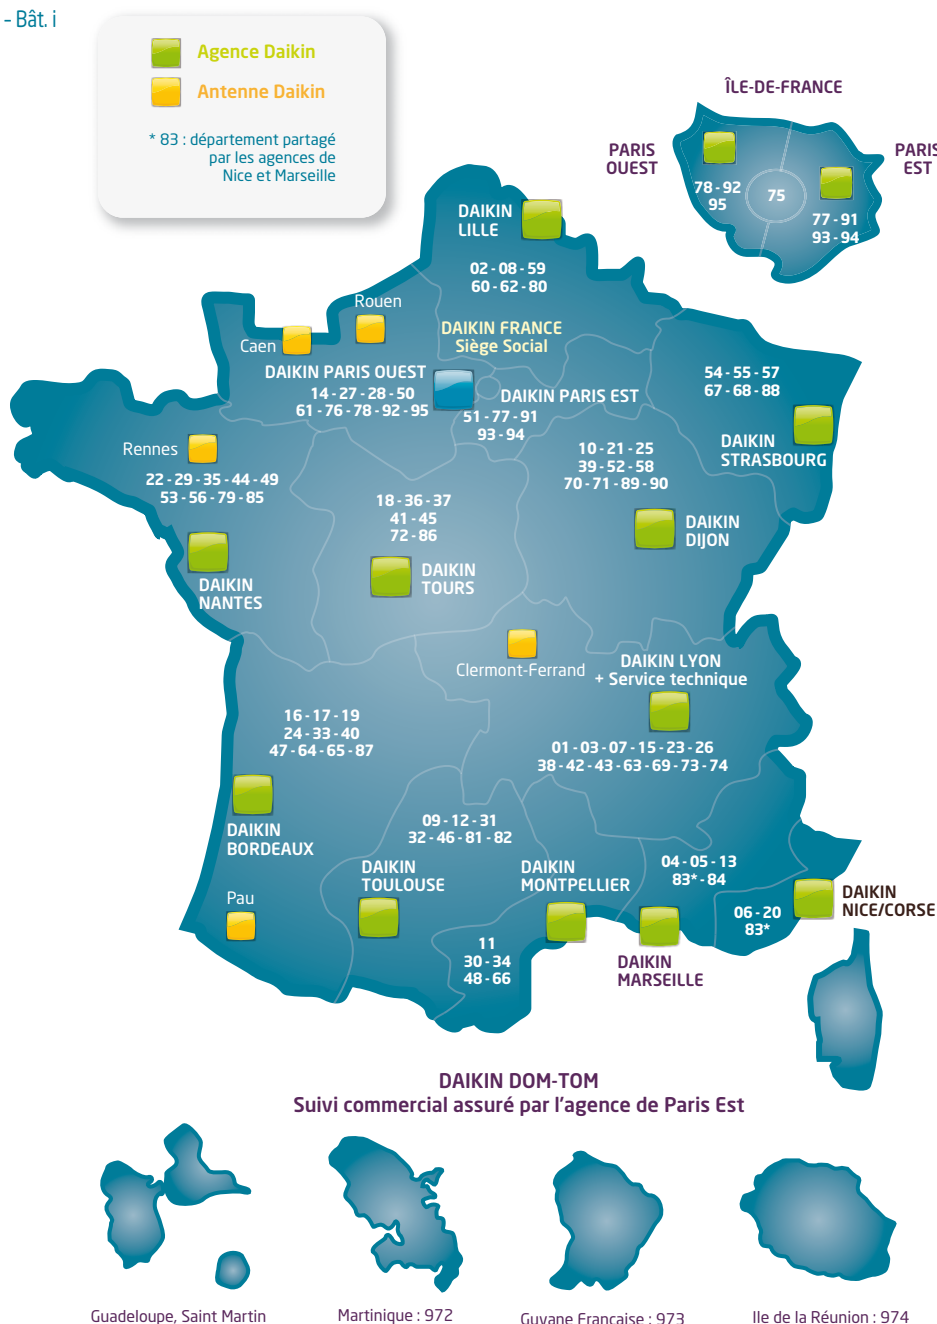 - Bât. i
Agence Daikin
Antenne Daikin
* 83 : département partagé
par les agences de
Nice et Marseille
ÎLE-DE-FRANCE
PARIS
OUEST
PARIS
EST
78 - 92
95
75
77 - 91
93 - 94
DAIKIN
LILLE
02 - 08 - 59
60 - 62 - 80
Rouen
Caen
DAIKIN FRANCE
Siège Social
DAIKIN PARIS OUEST
14 - 27 - 28 - 50
61 - 76 - 78 - 92 - 95
DAIKIN PARIS EST
51 - 77 - 91
93 - 94
54 - 55 - 57
67 - 68 - 88
DAIKIN
STRASBOURG
Rennes
22 - 29 - 35 - 44 - 49
53 - 56 - 79 - 85
10 - 21 - 25
39 - 52 - 58
70 - 71 - 89 - 90
18 - 36 - 37
41 - 45
72 - 86
DAIKIN
DIJON
DAIKIN
NANTES
DAIKIN
TOURS
Clermont-Ferrand
DAIKIN LYON
+ Service technique
16 - 17 - 19
24 - 33 - 40
47 - 64 - 65 - 87
01 - 03 - 07 - 15 - 23 - 26
38 - 42 - 43 - 63 - 69 - 73 - 74
DAIKIN
BORDEAUX
09 - 12 - 31
32 - 46 - 81 - 82
DAIKIN
TOULOUSE
DAIKIN
MONTPELLIER
04 - 05 - 13
83* - 84
Pau
06 - 20
83*
DAIKIN
NICE/CORSE
11
30 - 34
48 - 66
DAIKIN
MARSEILLE
DAIKIN DOM-TOM
Suivi commercial assuré par l'agence de Paris Est
Guadeloupe, Saint Martin
Martinique : 972
Guyane Française : 973
Ile de la Réunion : 974